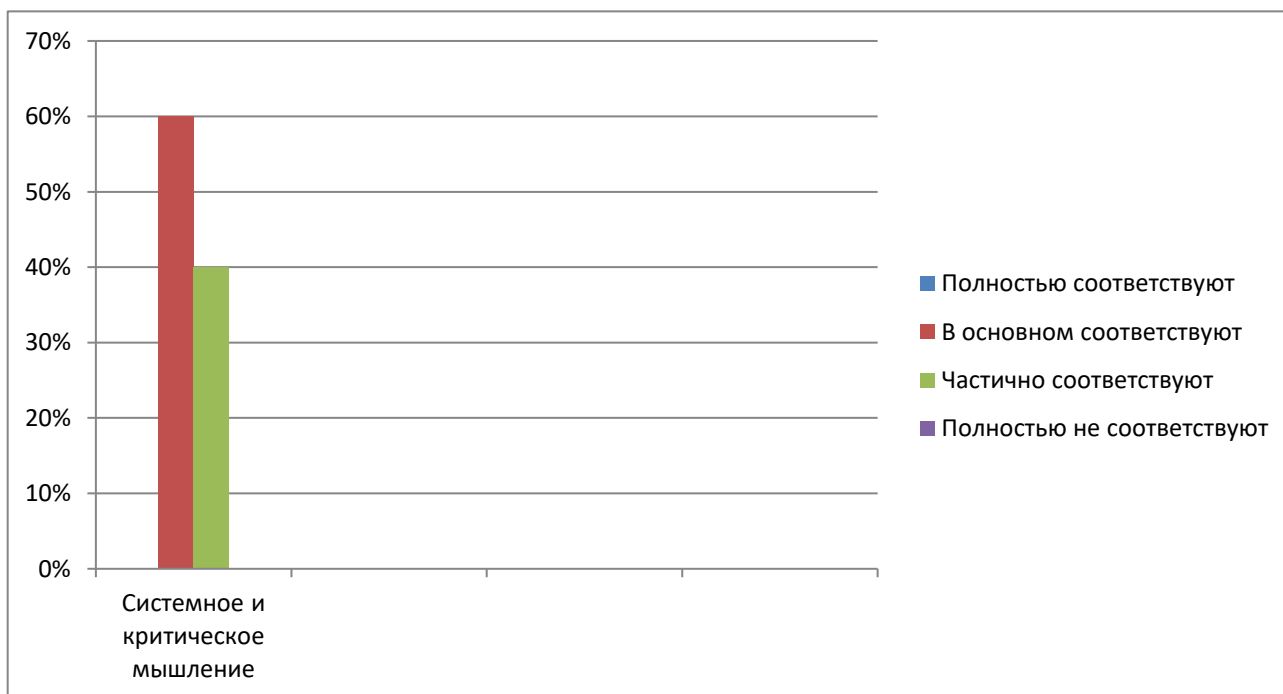 70%
60%
50%
40%
30%
20%
10%
0%
Системное и
критическое
мышление
Полностью соответствуют
В основном соответствуют
Частично соответствуют
Полностью не соответствуют